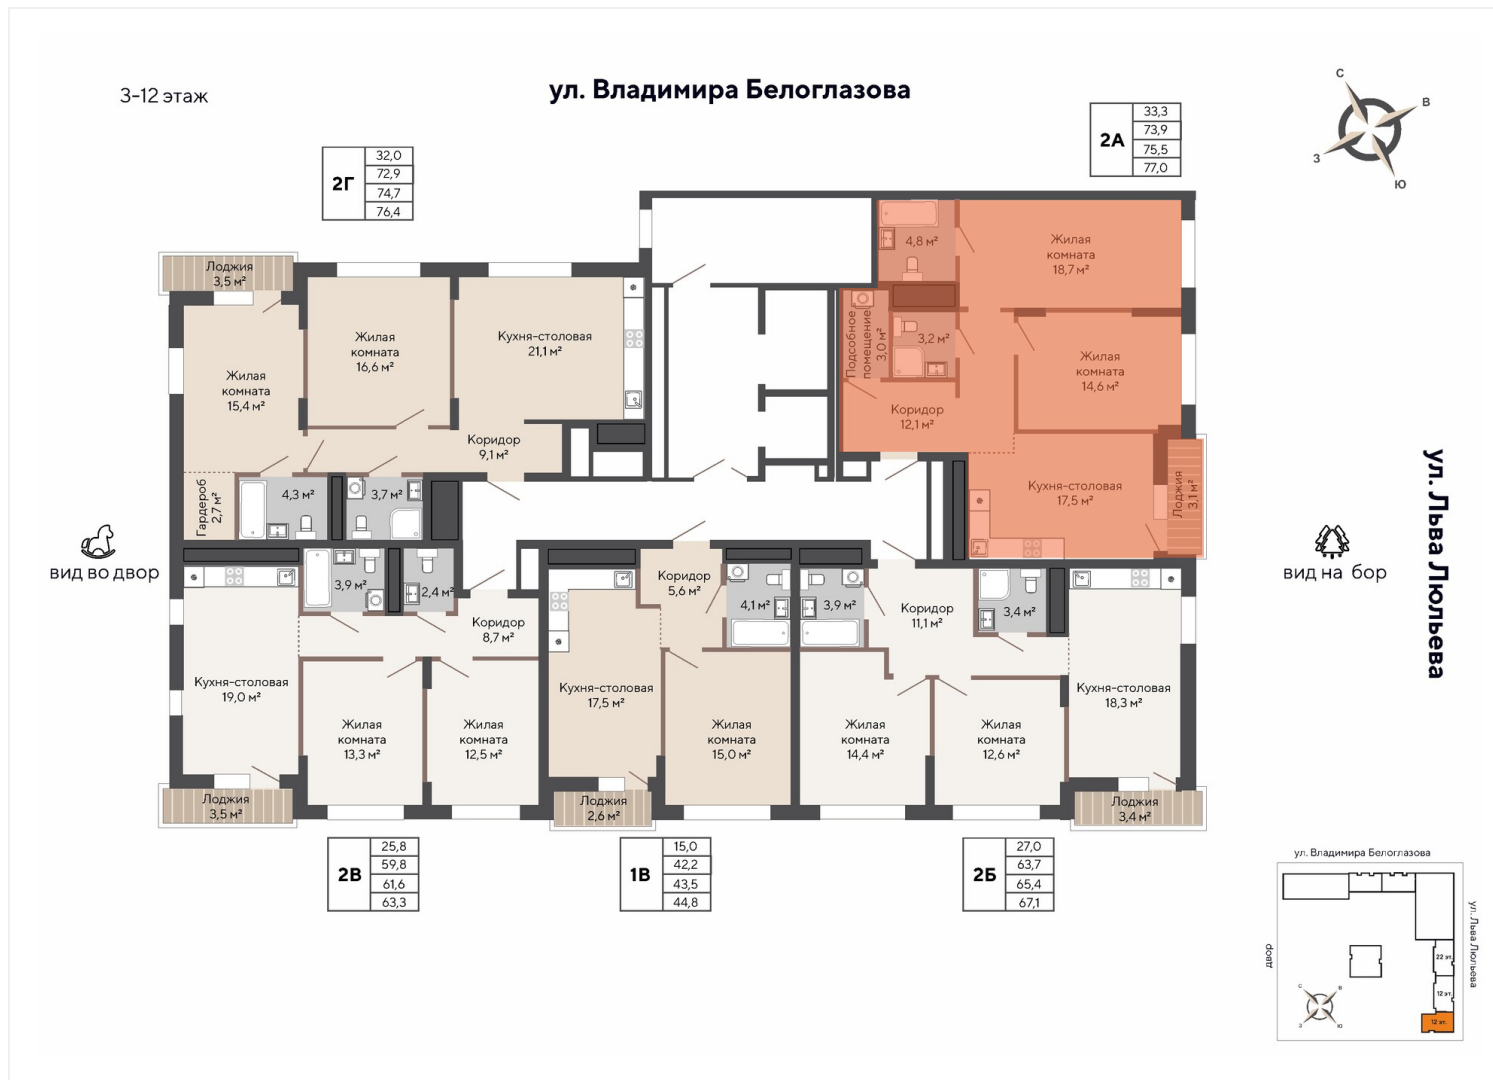 3-12 этаж
ул. Владимира Белоглазова
С
В
З
Ю
2А
33,3
73,9
75,5
77,0
2Г
32,0
72,9
74,7
76,4
Лоджия
3,5 м²
Жилая
комната
16,6 м²
Кухня-столовая
21,1 м²
Жилая
комната
15,4 м²
Коридор
9,1 м²
Гардероб
2,7 м²
4,3 м²
3,7 м²
4,8 м²
Жилая
комната
18,7 м²
Подсобное
помещение
3,0 м²
3,2 м²
Жилая
комната
14,6 м²
Коридор
12,1 м²
Кухня-столовая
17,5 м²
Лоджия
3,1 м²
вид во двор
вид на бор
ул. Льва Люльева
3,9 м²
2,4 м²
Коридор
8,7 м²
Кухня-столовая
19,0 м²
Жилая
комната
13,3 м²
Жилая
комната
12,5 м²
Лоджия
3,5 м²
Коридор
5,6 м²
4,1 м²
Кухня-столовая
17,5 м²
Жилая
комната
15,0 м²
Лоджия
2,6 м²
3,9 м²
Коридор
11,1 м²
3,4 м²
Кухня-столовая
18,3 м²
Жилая
комната
14,4 м²
Жилая
комната
12,6 м²
Лоджия
3,4 м²
2В
25,8
59,8
61,6
63,3
1В
15,0
42,2
43,5
44,8
2Б
27,0
63,7
65,4
67,1
ул. Владимира Белоглазова
ул. Льва Люльева
двор
22 эт.
12 эт.
12 эт.
С
В
З
Ю